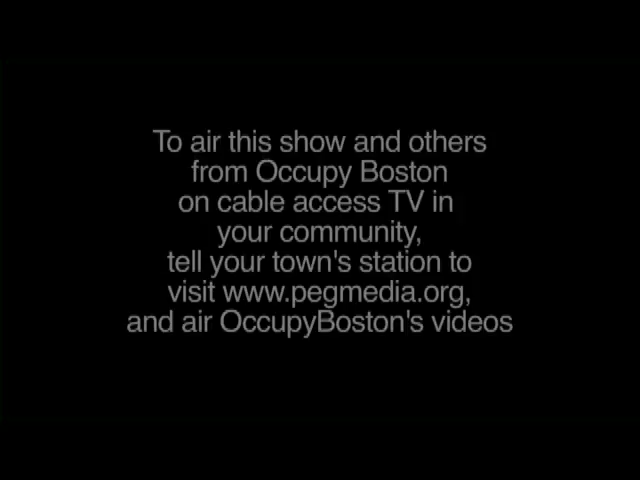 To air this show and others
from Occupy Boston
on cable access TV in
your community,
tell your town's station to
visit www.pegmedia.org,
and air OccupyBoston's videos